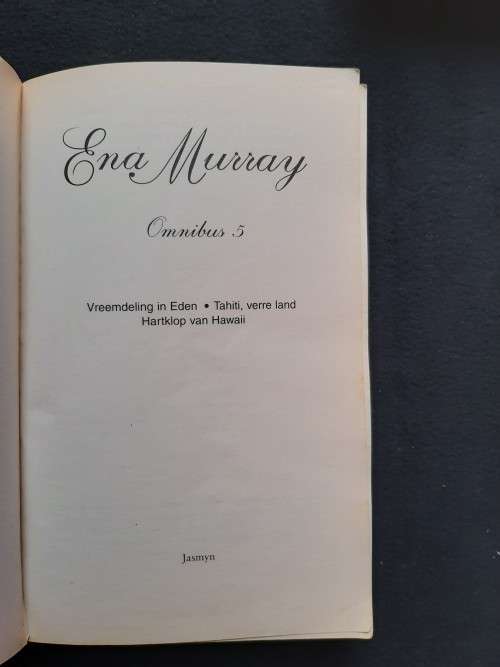 Ena Murray
Omnibus 5
Vreemdeling in Eden • Tahiti, verre land
Hartklop van Hawaii
Jasmyn